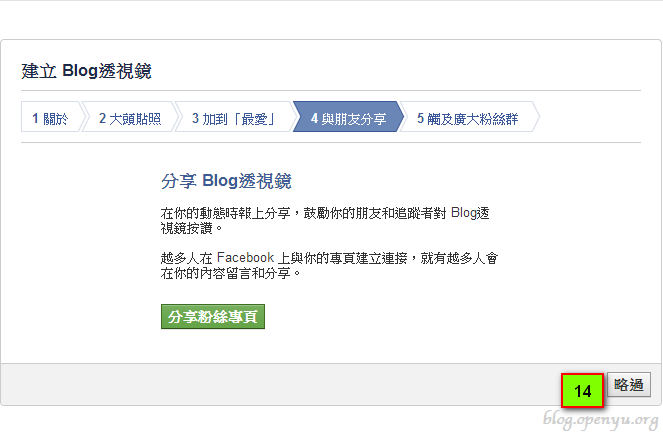 建立 Blog透視鏡
1 關於
2 大頭貼照
3 加到「最愛」
4 與朋友分享
5 觸及廣大粉絲群
分享 Blog透視鏡
在你的動態時報上分享，鼓勵你的朋友和追蹤者對 Blog透
視鏡按讚。
越多人在 Facebook 上與你的專頁建立連接，就有越多人會
在你的內容留言和分享。
分享粉絲專頁
14
略過
blog.openyu.org